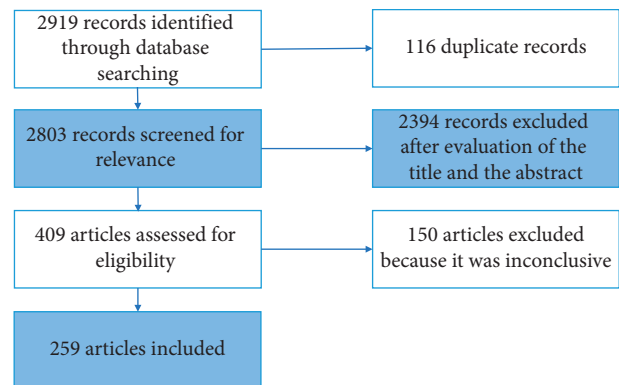 2919 records identified
through database
searching
116 duplicate records
2803 records screened for
relevance
2394 records excluded
after evaluation of the
title and the abstract
409 articles assessed for
eligibility
150 articles excluded
because it was inconclusive
259 articles included